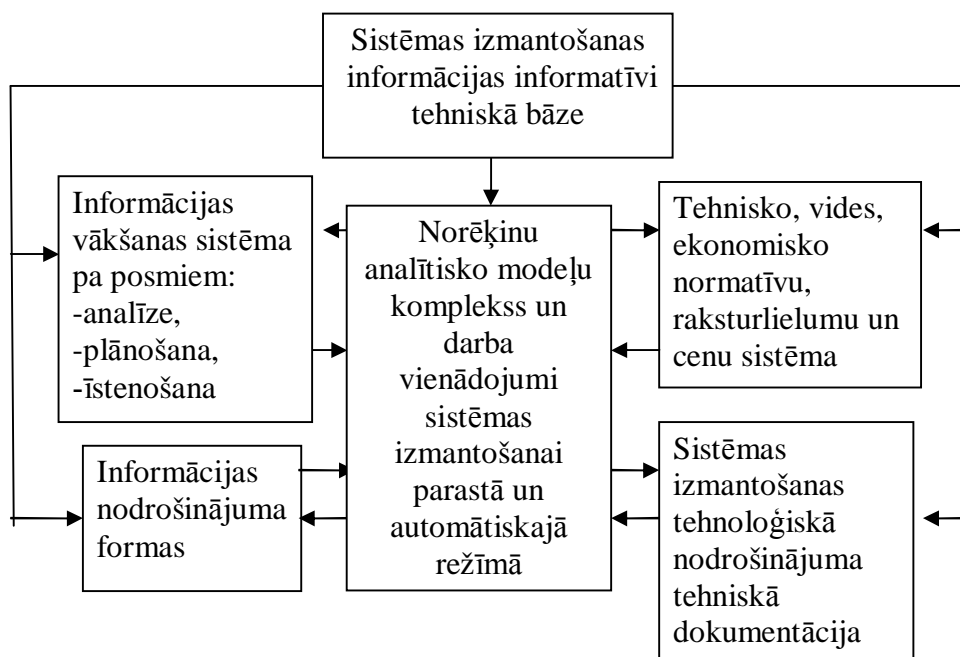 Sistēmas izmantošanas
informācijas informatīvi
tehniskā bāze
Informācijas
vākšanas sistēma
pa posmiem:
-analīze,
-plānošana,
-īstenošana
Norēķinu
analītisko modeļu
komplekss un
darba
vienādojumi
sistēmas
izmantošanai
parastā un
automātiskajā
režīmā
Tehnisko, vides,
ekonomisko
normatīvu,
raksturlielumu un
cenu sistēma
Informācijas
nodrošinājuma
formas
Sistēmas
izmantošanas
tehnoloģiskā
nodrošinājuma
tehniskā
dokumentācija